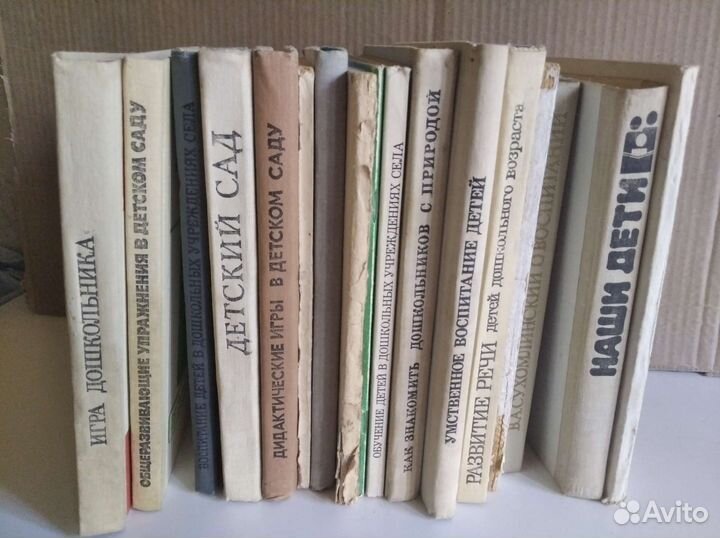 ИГРА ДОШКОЛЬНИКА
ОБЩЕРАЗВИВАЮЩИЕ УПРАЖНЕНИЯ В ДЕТСКОМ САДУ
ВОСПИТАНИЕ ДЕТЕЙ В ДОШКОЛЬНЫХ УЧРЕЖДЕНИЯХ СЕЛА
ДЕТСКИЙ САД
ДИДАКТИЧЕСКИЕ ИГРЫ В ДЕТСКОМ САДУ
ОБУЧЕНИЕ ДЕТЕЙ В ДОШКОЛЬНЫХ УЧРЕЖДЕНИЯХ СЕЛА
КАК ЗНАКОМИТЬ ДОШКОЛЬНИКОВ С ПРИРОДОЙ
УМСТВЕННОЕ ВОСПИТАНИЕ ДЕТЕЙ
РАЗВИТИЕ РЕЧИ детей дошкольного возраста
В.А.СУХОМЛИНСКИЙ О ВОСПИТАНИИ
НАШИ ДЕТИ
Avito